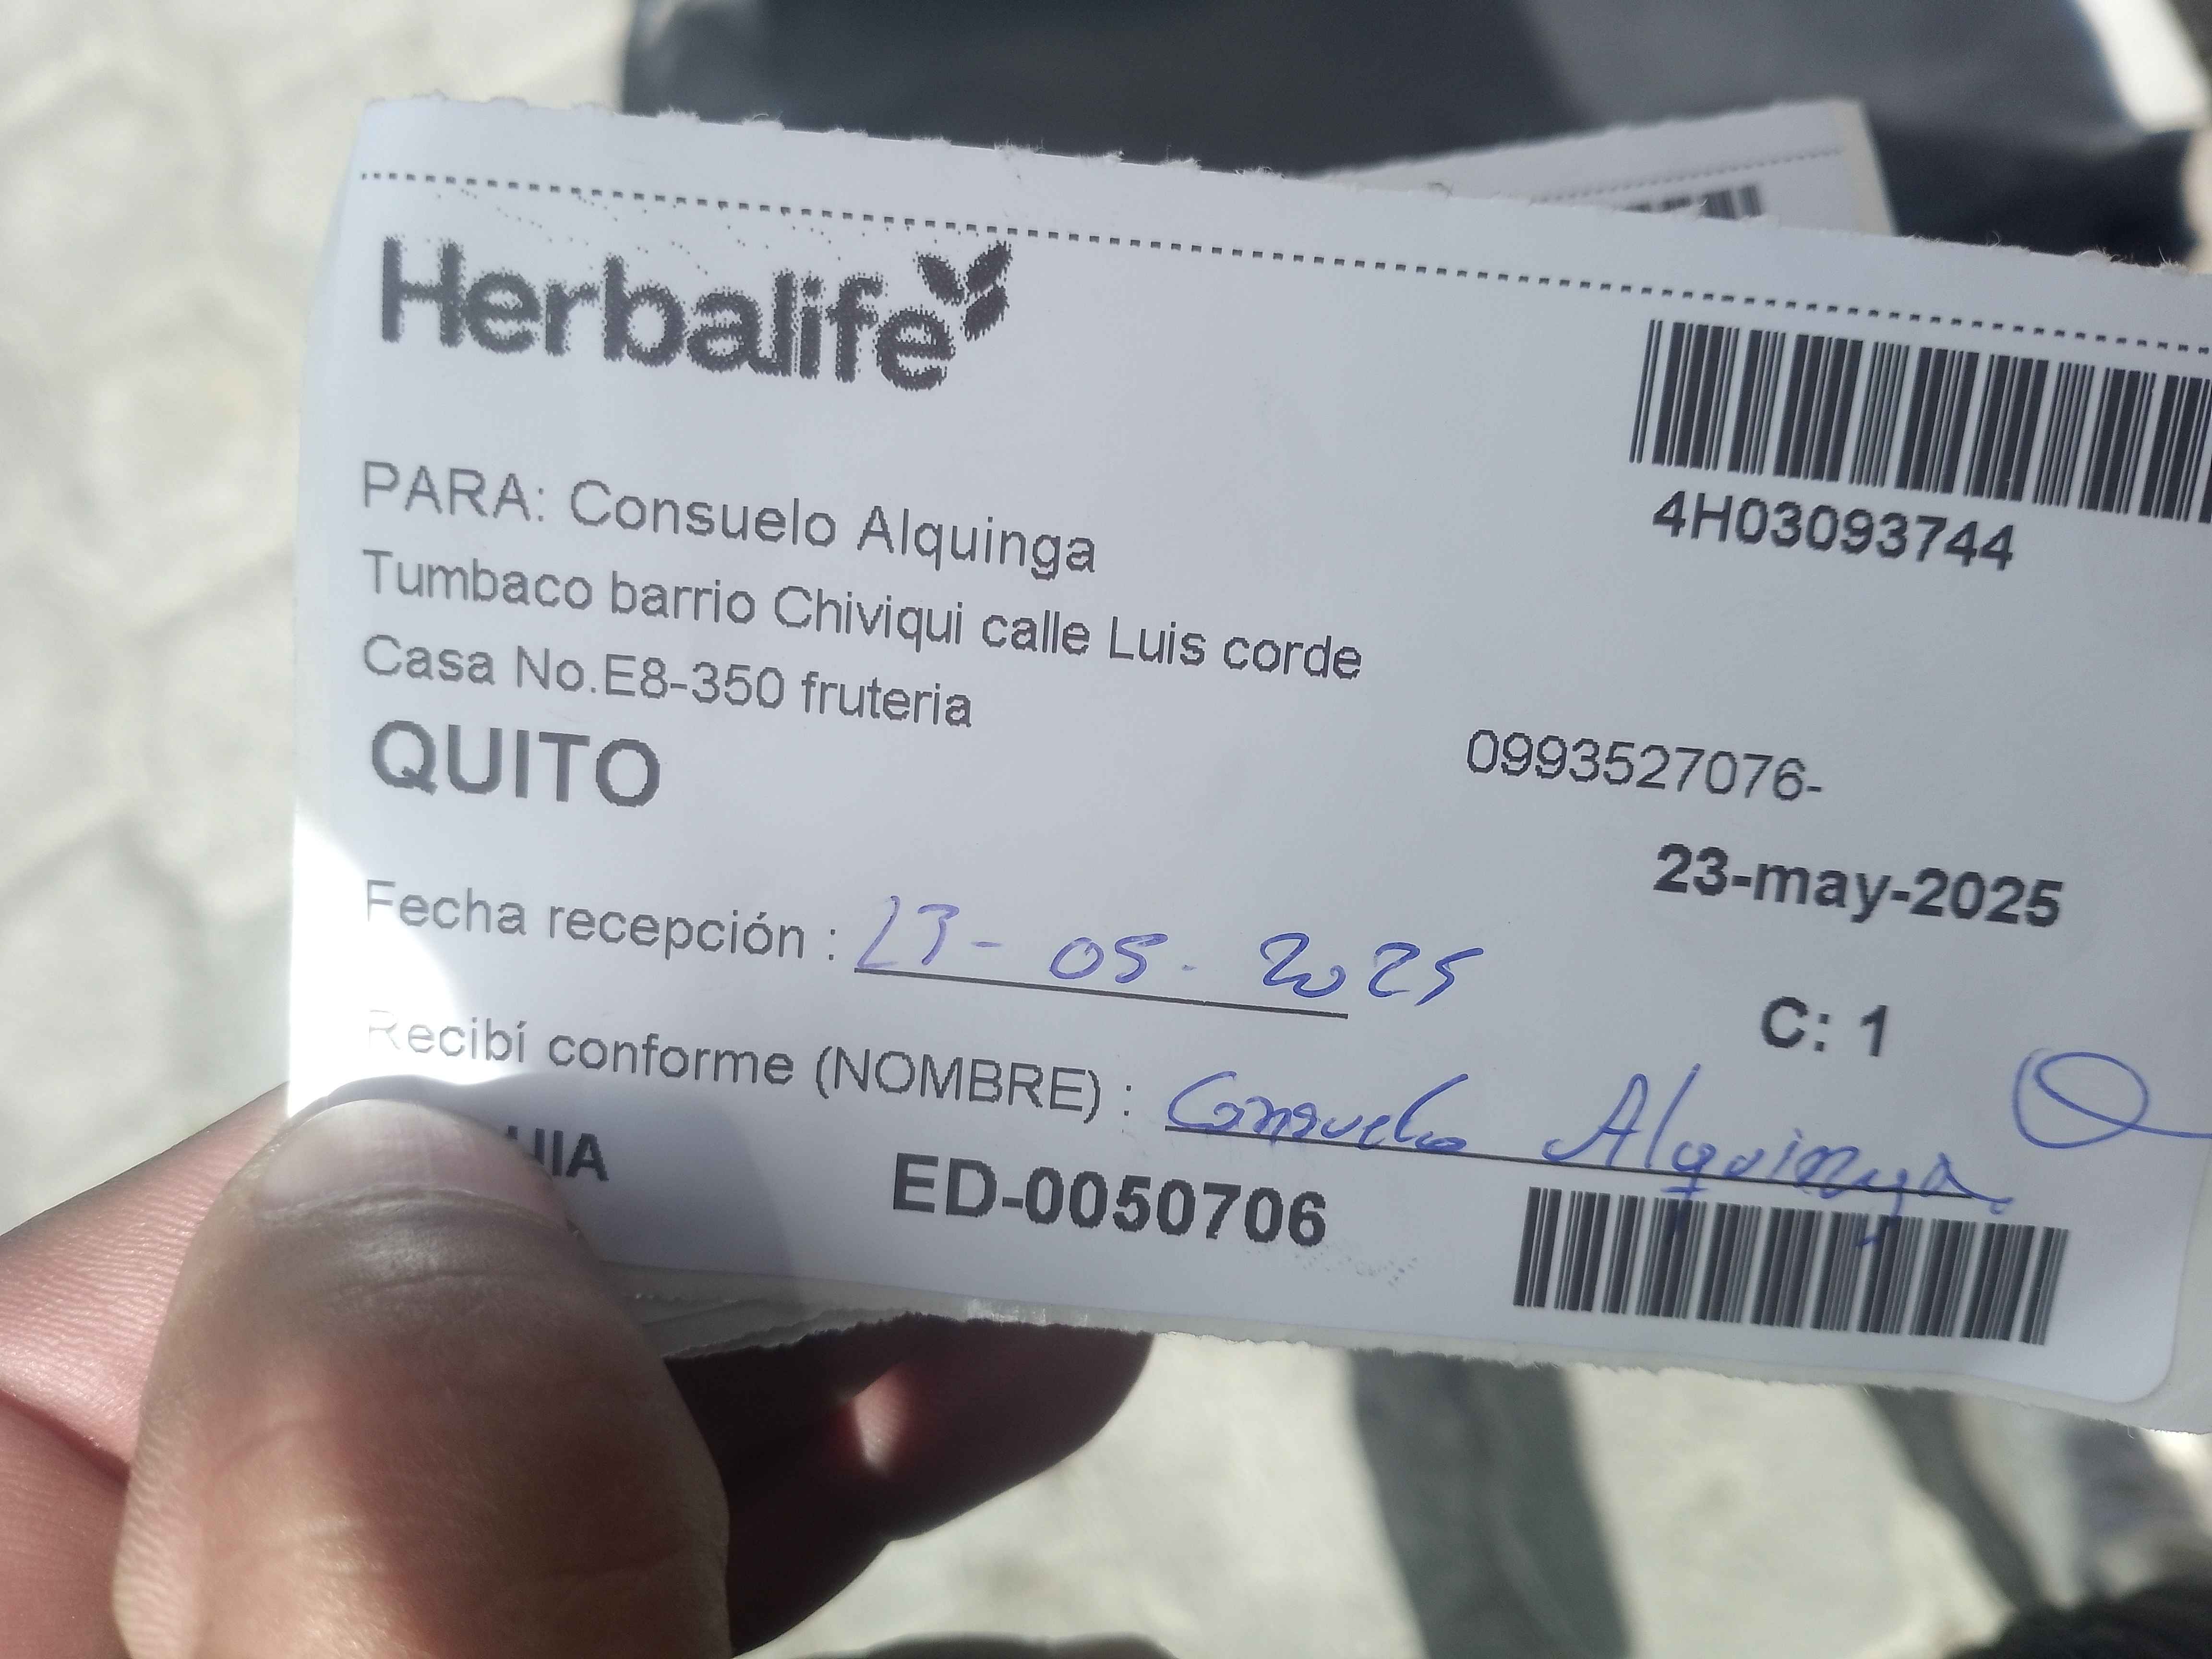 Herbalife
4H03093744
PARA: Consuelo Alquinga
Tumbaco barrio Chiviqui calle Luis corde
Casa No.E8-350 fruteria
QUITO
0993527076-
23-may-2025
Fecha recepción : 23- 05. 2025
C: 1
Recibí conforme (NOMBRE) : Consuelo Alquinga
ED-0050706